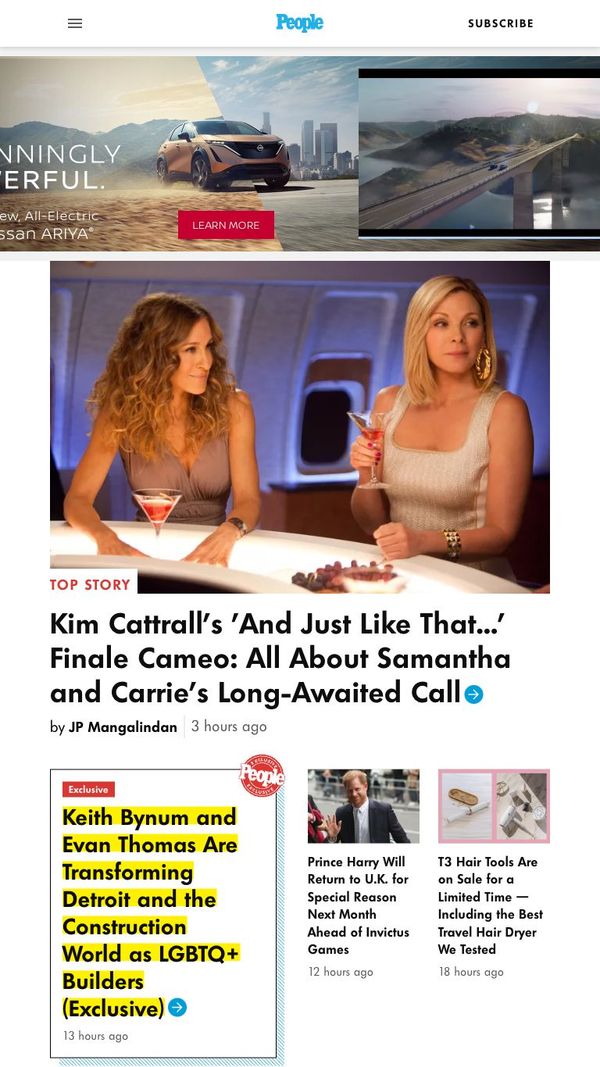 People
SUBSCRIBE
NNINGLY
ERFUL.
ew, All-Electric
ssan ARIYA®
LEARN MORE
TOP STORY
Kim Cattrall's 'And Just Like That...'
Finale Cameo: All About Samantha
and Carrie's Long-Awaited Call
by JP Mangalindan
3 hours ago
Exclusive
People
Keith Bynum and
Evan Thomas Are
Transforming
Detroit and the
Construction
World as LGBTQ+
Builders
(Exclusive)
13 hours ago
Prince Harry Will
Return to U.K. for
Special Reason
Next Month
Ahead of Invictus
Games
12 hours ago
T3 Hair Tools Are
on Sale for a
Limited Time —
Including the Best
Travel Hair Dryer
We Tested
18 hours ago